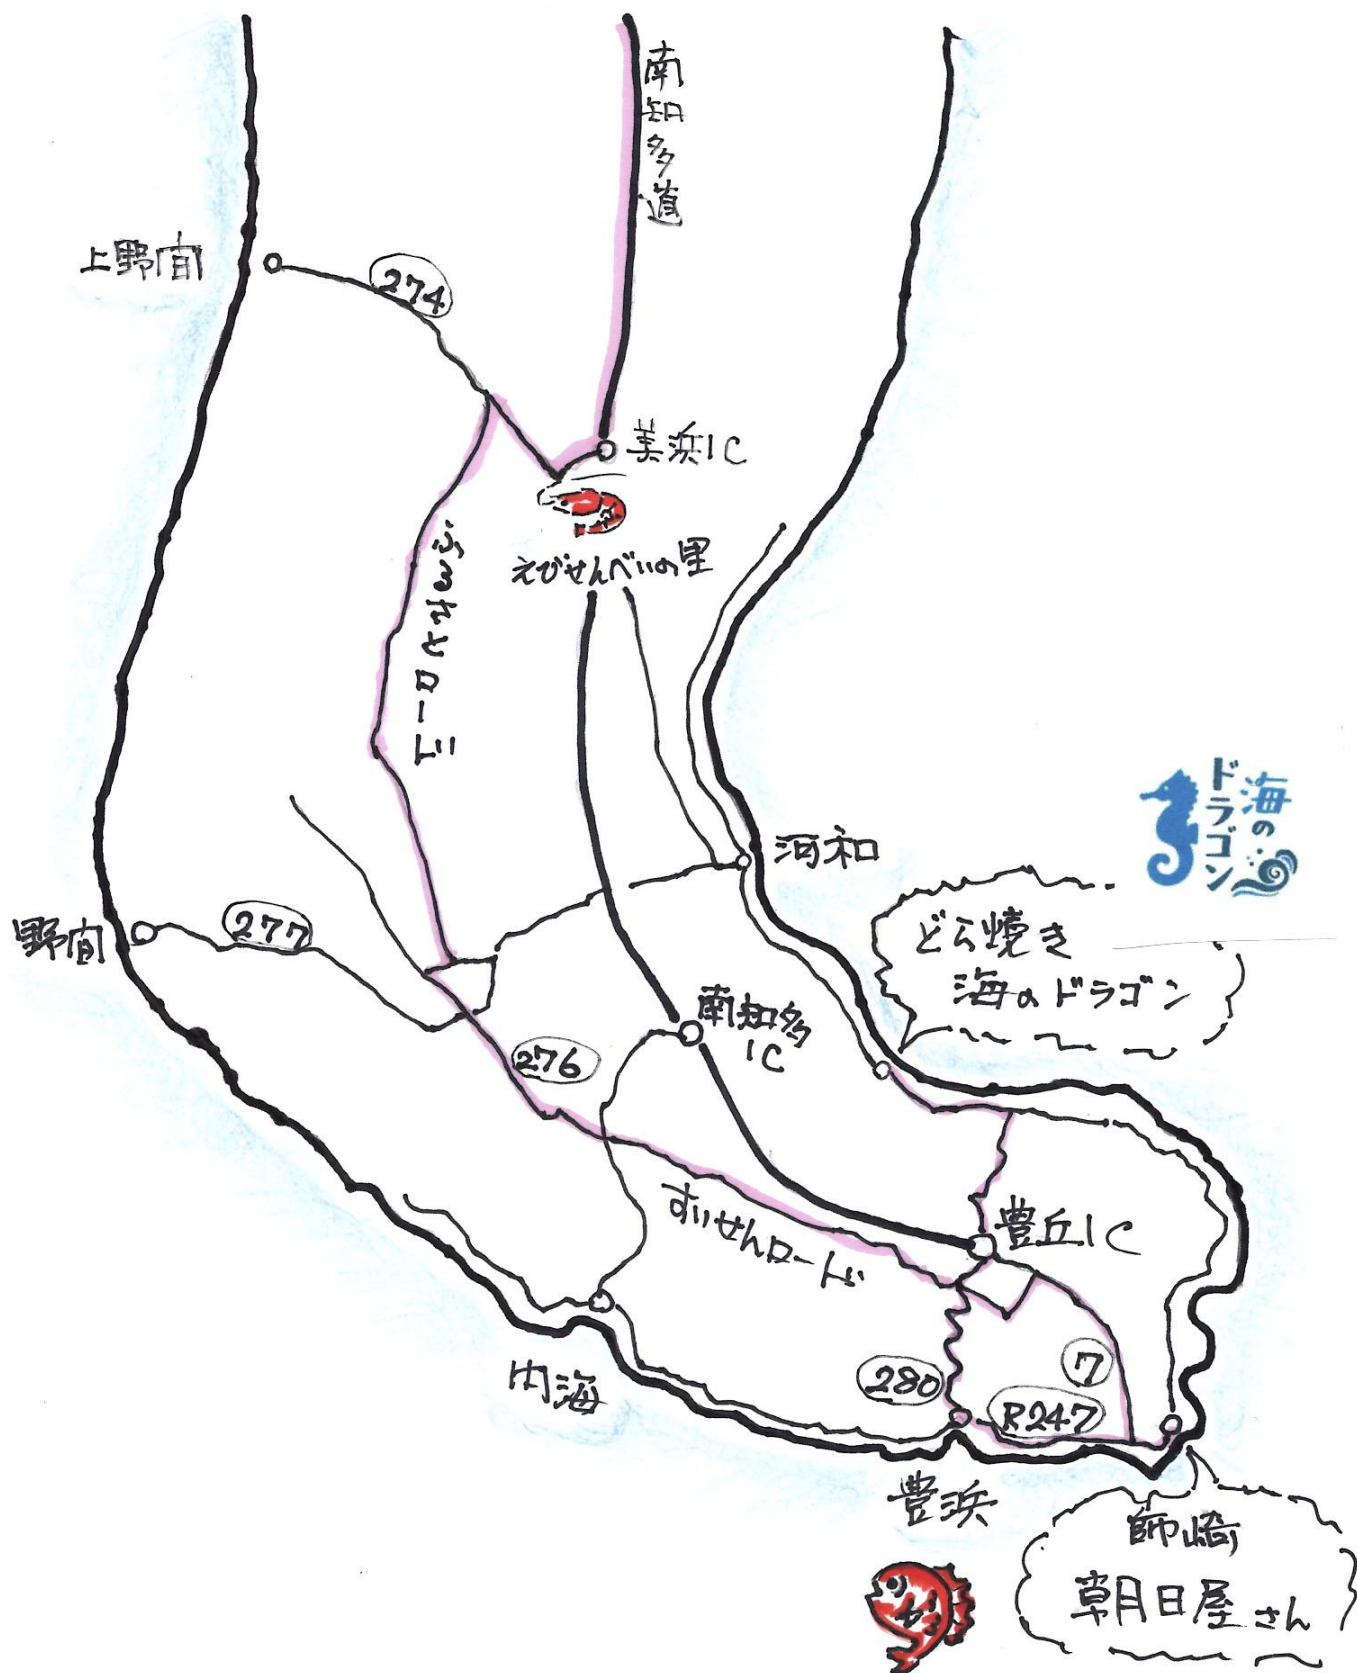 南知多道
上野間
274
美浜IC
えびせんべいの里
ふるさとロード
海の
ドラゴン
河和
どら焼き
海のドラゴン
野間
277
南知多
IC
276
すいせんロード
豊丘IC
内海
280
7
R247
豊浜
師崎
朝日屋さん